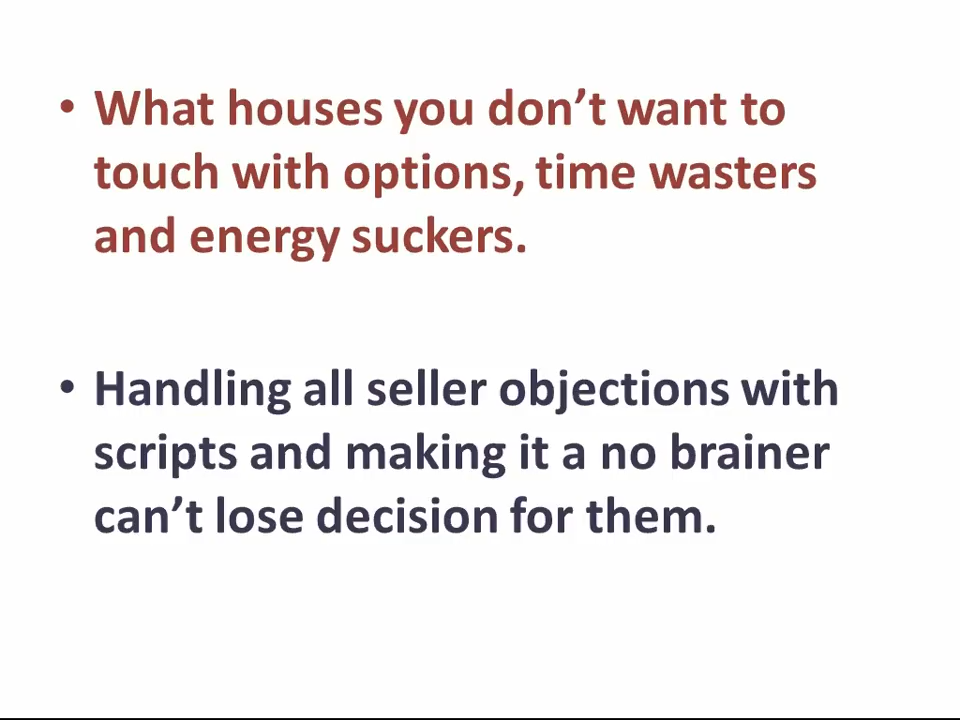 • What houses you don’t want to
touch with options, time wasters
and energy suckers.
• Handling all seller objections with
scripts and making it a no brainer
can’t lose decision for them.